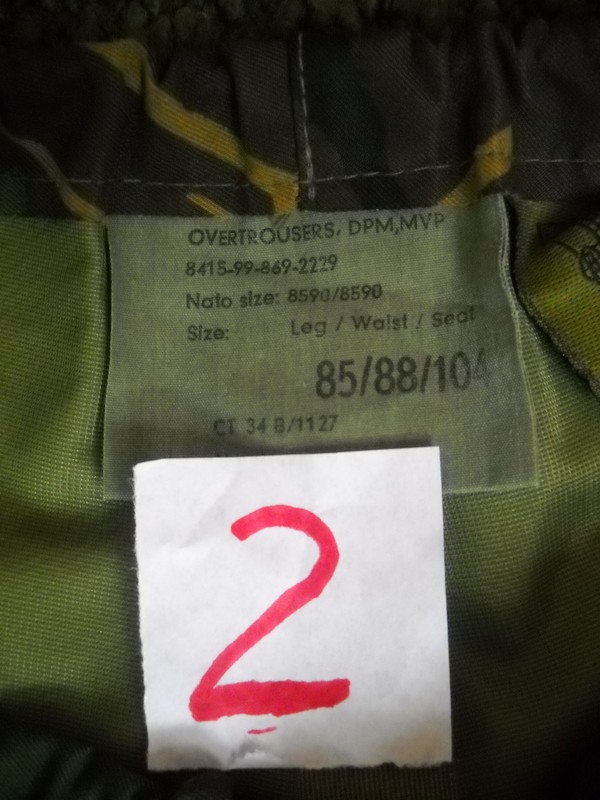 OVERTROUSERS, DPM,MVP
8415-99-869-2229
Nato size: 8590/8590
Size: Leg / Waist / Seat
85/88/104
CT 34 B/1127
2